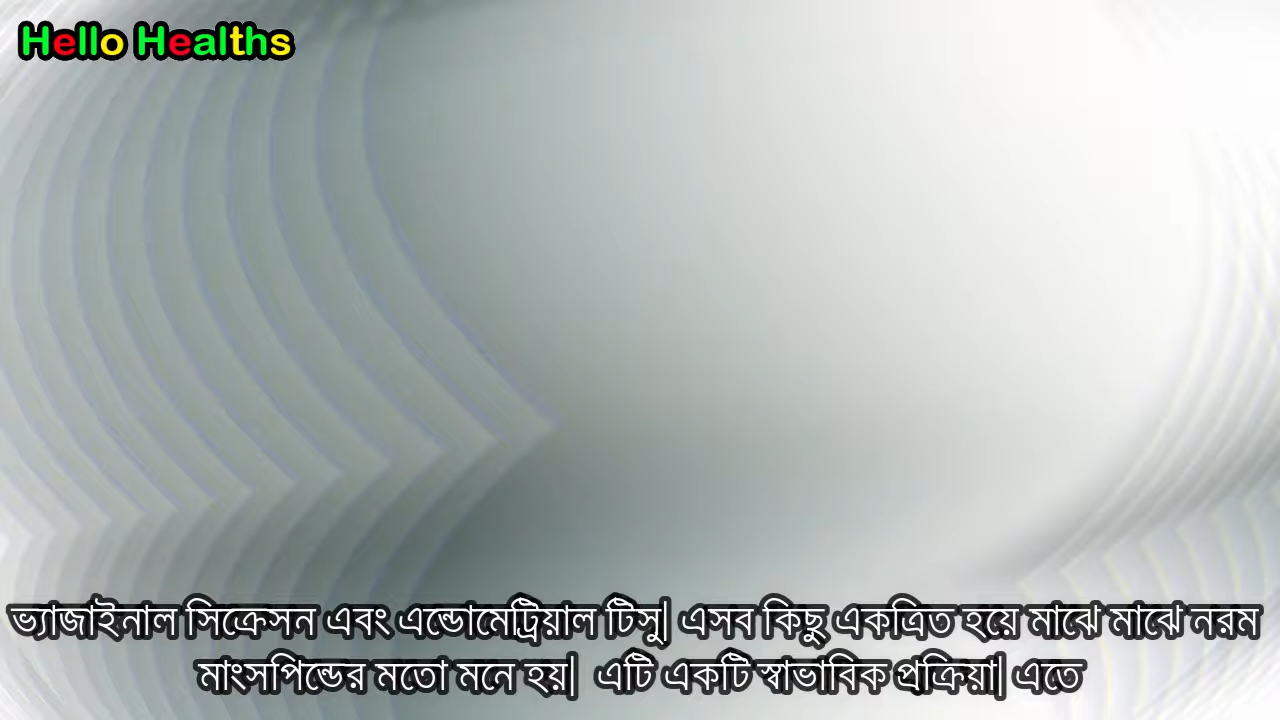 Hello Healths
ভ্যাজাইনাল সিক্রেসন এবং এন্ডোমেট্রিয়াল টিসু| এসব কিছু একত্রিত হয়ে মাঝে মাঝে নরম
মাংসপিন্ডের মতো মনে হয়| এটি একটি স্বাভাবিক প্রক্রিয়া| এতে